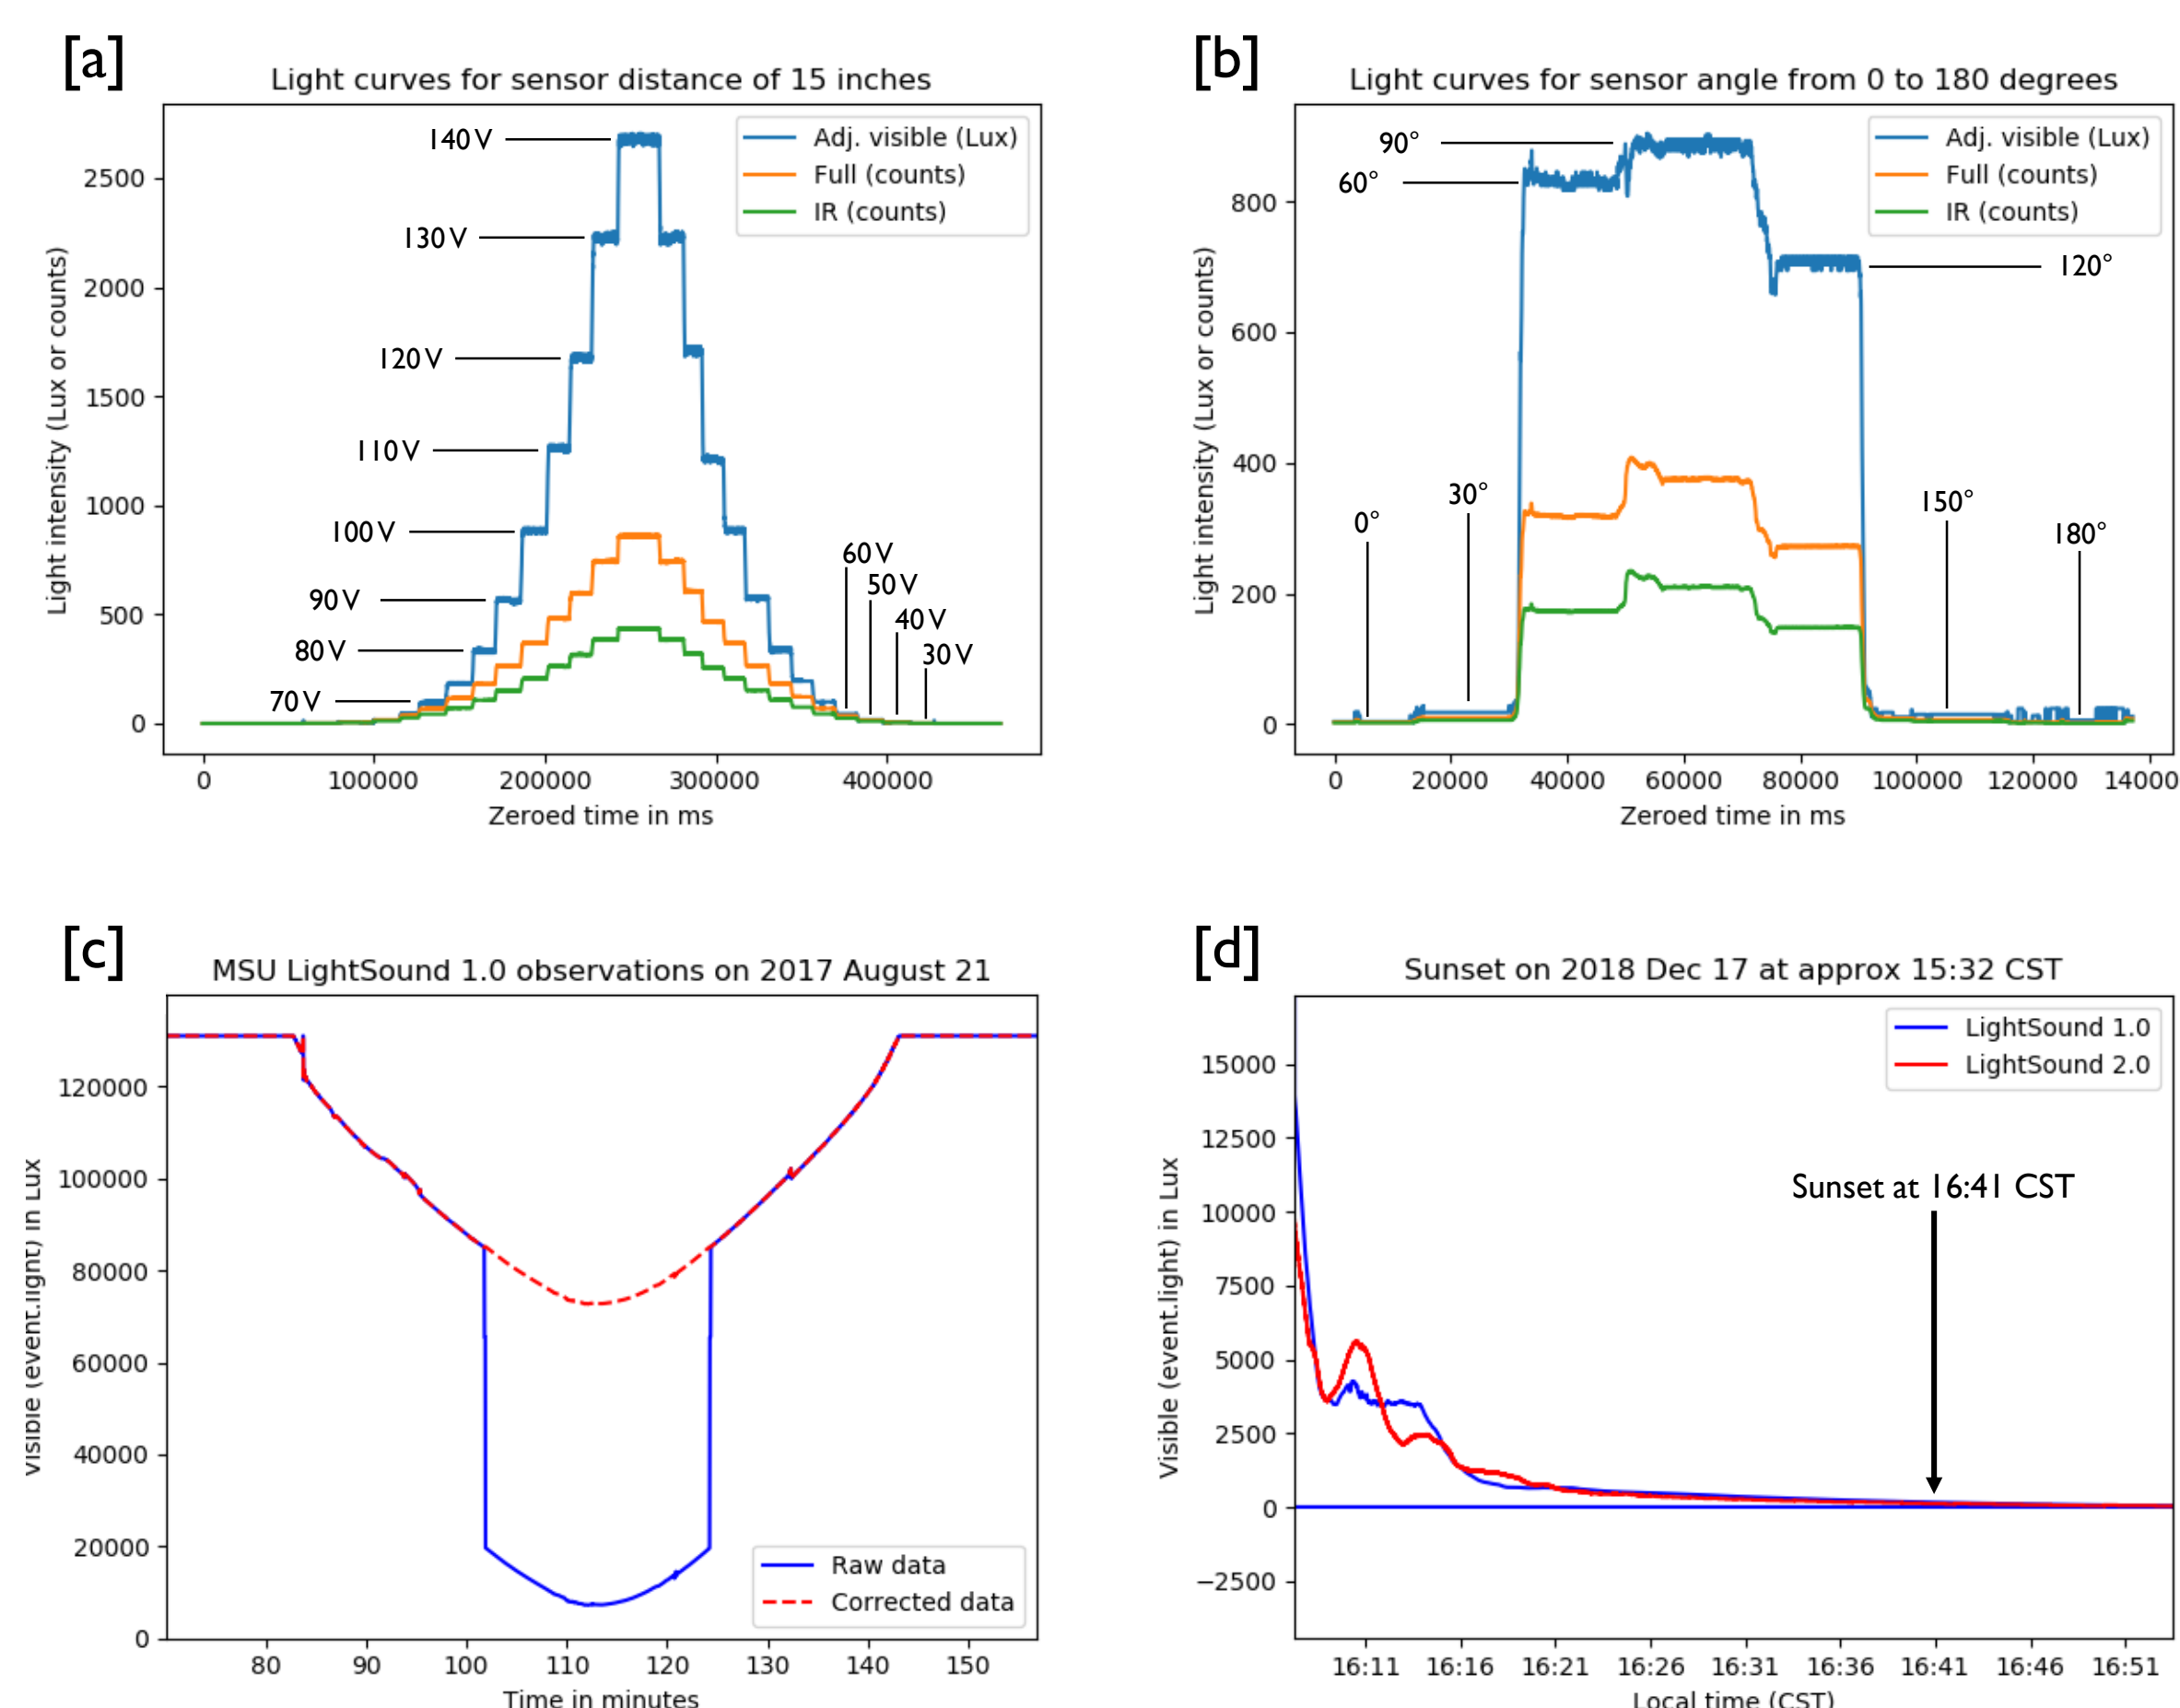 [a]
Light curves for sensor distance of 15 inches
Adj. visible (Lux)
Full (counts)
IR (counts)
140 V
130 V
120 V
110 V
100 V
90 V
80 V
70 V
60 V
50 V
40 V
30 V
Light intensity (Lux or counts)
2500
2000
1500
1000
500
0
0 100000 200000 300000 400000
Zeroed time in ms
[b]
Light curves for sensor angle from 0 to 180 degrees
Adj. visible (Lux)
Full (counts)
IR (counts)
90°
60°
120°
30°
0°
150°
180°
Light intensity (Lux or counts)
800
600
400
200
0
0 20000 40000 60000 80000 100000 120000 14000
Zeroed time in ms
[c]
MSU LightSound 1.0 observations on 2017 August 21
visible (event.light) in Lux
120000
100000
80000
60000
40000
20000
0
Raw data
Corrected data
80 90 100 110 120 130 140 150
Time in minutes
[d]
Sunset on 2018 Dec 17 at approx 15:32 CST
LightSound 1.0
LightSound 2.0
Sunset at 16:41 CST
Visible (event.light) in Lux
15000
12500
10000
7500
5000
2500
0
−2500
16:11 16:16 16:21 16:26 16:31 16:36 16:41 16:46 16:51
Local time (CST)